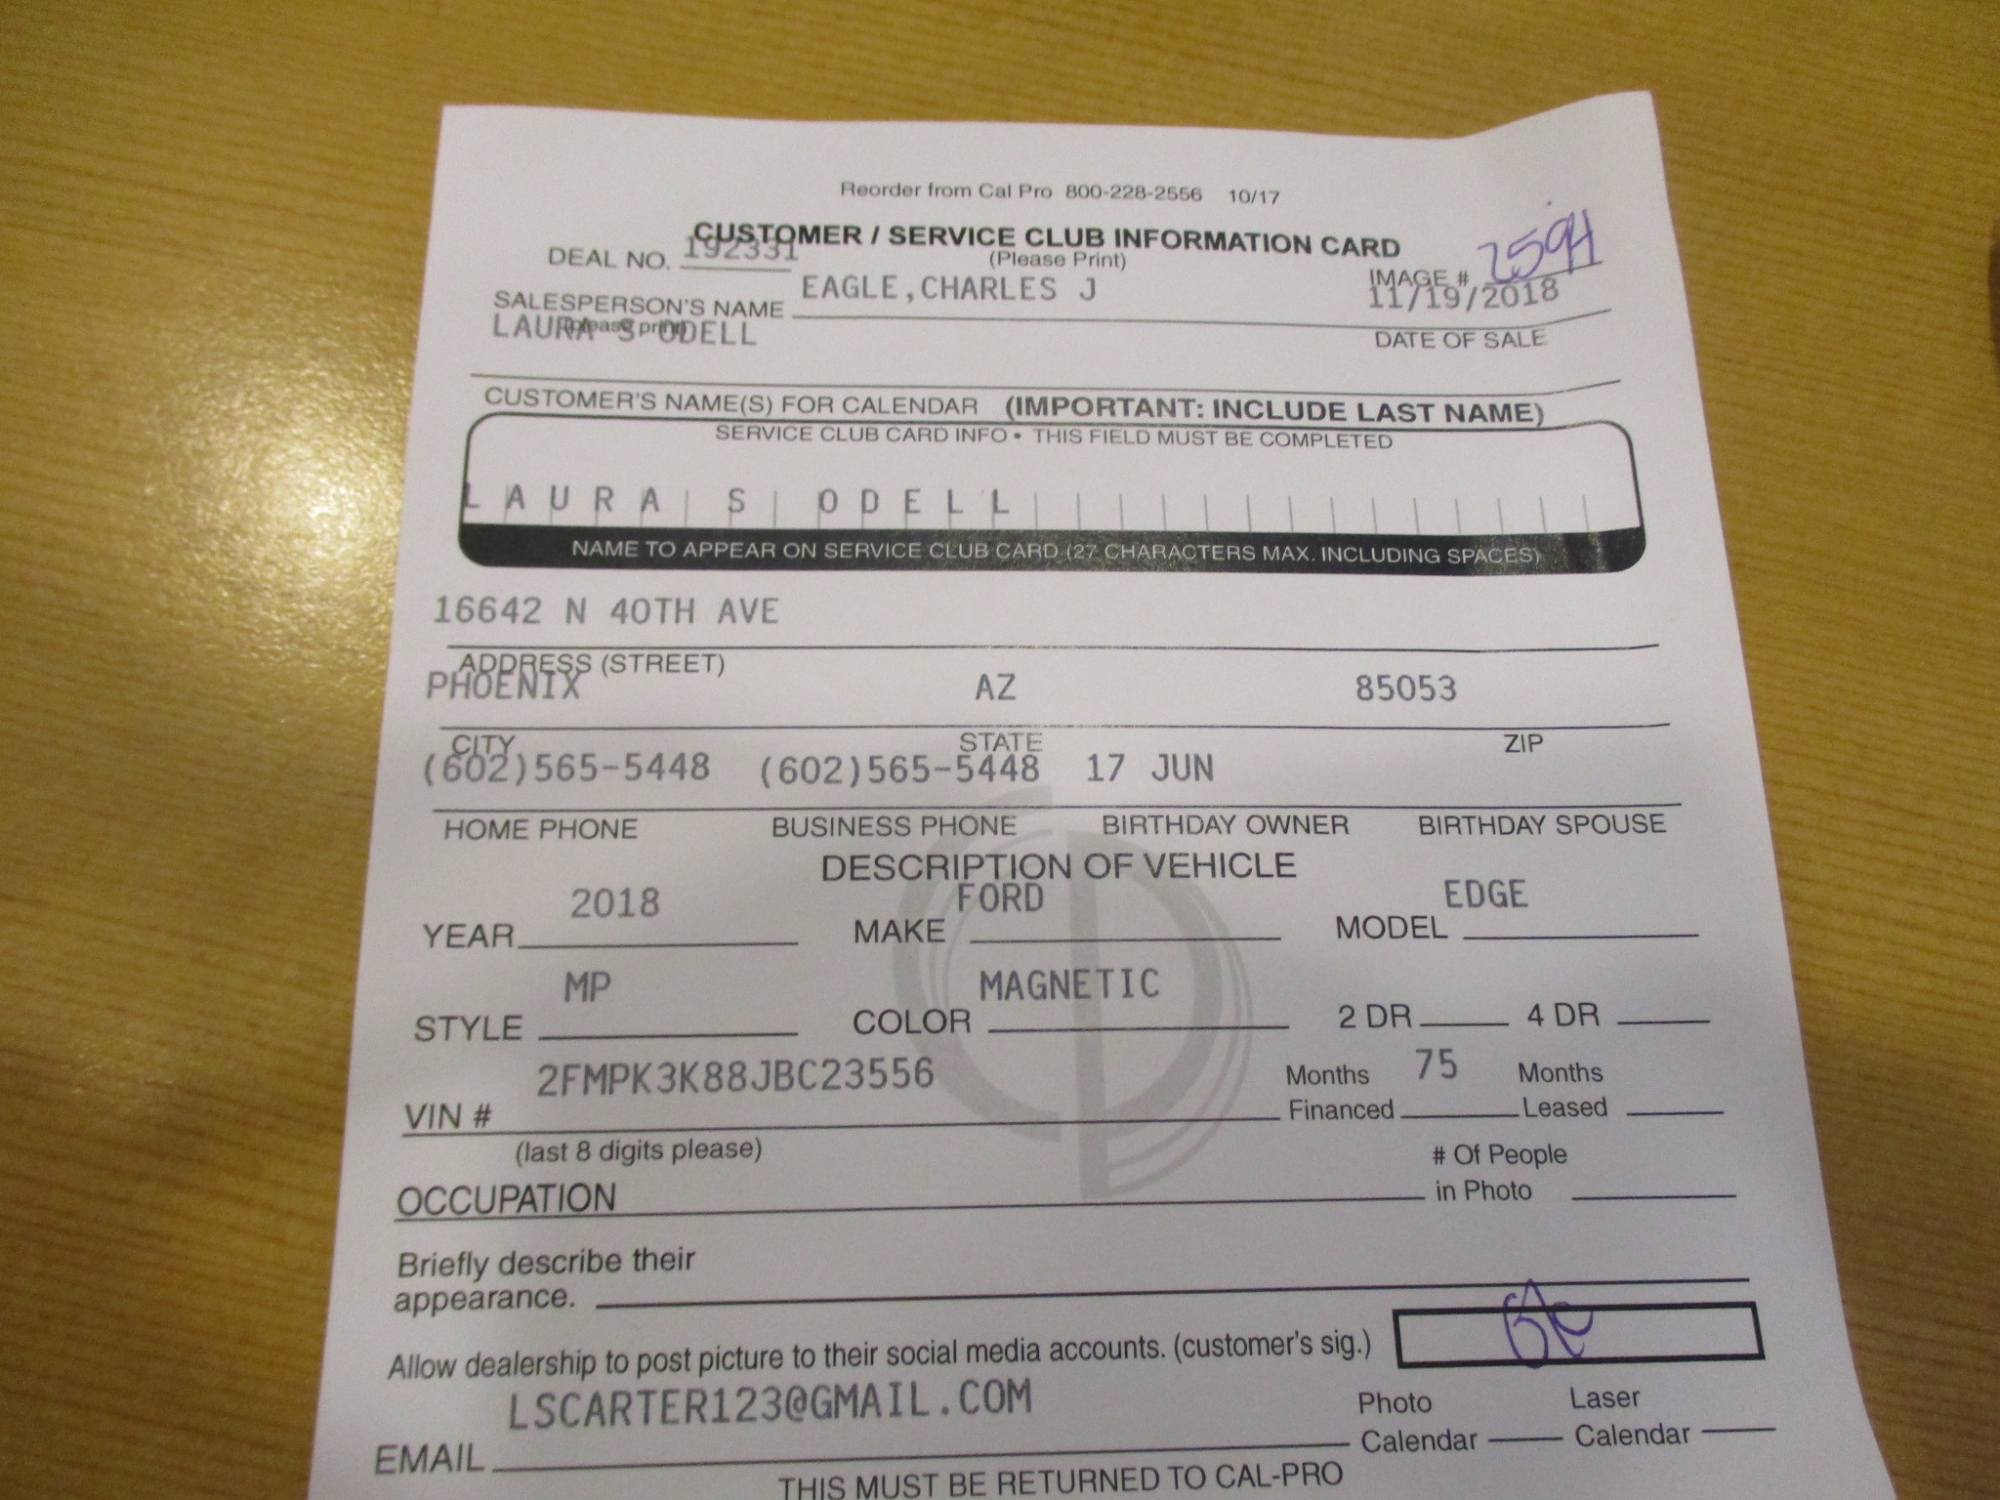 Reorder from Cal Pro 800-228-2556 10/17
CUSTOMER / SERVICE CLUB INFORMATION CARD
(Please Print)
DEAL NO. 192331
IMAGE # 2594
SALESPERSON'S NAME EAGLE,CHARLES J 11/19/2018
(please print) DATE OF SALE
LAURA S ODELL
CUSTOMER'S NAME(S) FOR CALENDAR (IMPORTANT: INCLUDE LAST NAME)
SERVICE CLUB CARD INFO • THIS FIELD MUST BE COMPLETED
LAURA S ODELL
NAME TO APPEAR ON SERVICE CLUB CARD (27 CHARACTERS MAX. INCLUDING SPACES)
16642 N 40TH AVE
ADDRESS (STREET)
PHOENIX AZ 85053
CITY STATE ZIP
(602)565-5448 (602)565-5448 17 JUN
HOME PHONE BUSINESS PHONE BIRTHDAY OWNER BIRTHDAY SPOUSE
DESCRIPTION OF VEHICLE
YEAR 2018 MAKE FORD MODEL EDGE
STYLE MP COLOR MAGNETIC 2 DR 4 DR
VIN # 2FMPK3K88JBC23556 Months Financed 75 Months Leased
(last 8 digits please)
OCCUPATION # Of People in Photo
Briefly describe their
appearance.
Allow dealership to post picture to their social media accounts. (customer's sig.)
EMAIL LSCARTER123@GMAIL.COM Photo Calendar Laser Calendar
THIS MUST BE RETURNED TO CAL-PRO